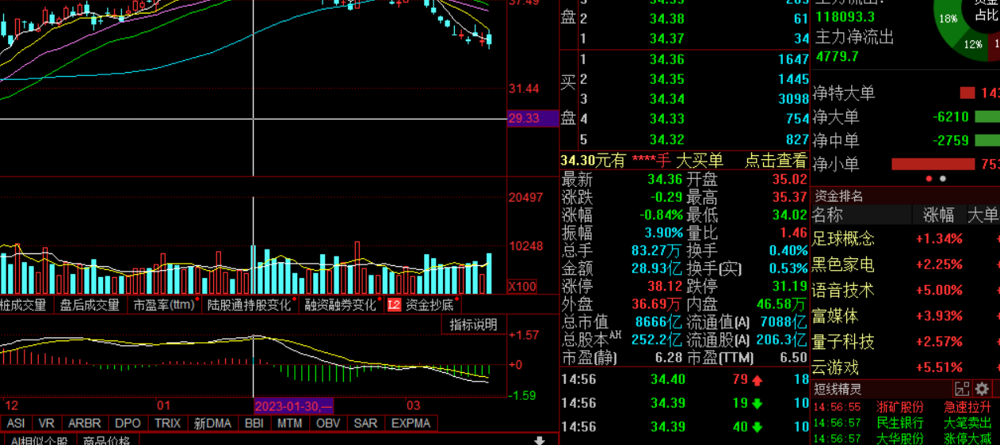 37.49
31.44
29.33
20497
10248
X100
桩成交量 盘后成交量 市盈率(ttm) 陆股通持股变化 融资融券变化 L2 资金抄底
指标说明
+1.57
+0
-1.59
12 01 2023-01-30,一 03
ASI VR ARBR DPO TRIX 新DMA BBI MTM OBV SAR EXPMA
AI相似个股 商品价格
盘 2 34.38 61
1 34.37 34
买盘
1 34.36 1647
2 34.35 1445
3 34.34 3098
4 34.33 754
5 34.32 827
34.30元有 ****手 大买单 点击查看
最新 34.36 开盘 35.02
涨跌 -0.29 最高 35.37
涨幅 -0.84% 最低 34.02
振幅 3.90% 量比 1.46
总手 83.27万 换手 0.40%
金额 28.93亿 换手(实) 0.53%
涨停 38.12 跌停 31.19
外盘 36.69万 内盘 46.58万
总市值 8666亿 流通值(A) 7088亿
总股本AH 252.2亿 流通股(A) 206.3亿
市盈(静) 6.28 市盈(TTM) 6.50
14:56 34.40 79 18
14:56 34.39 19 10
14:56 34.39 40 10
118093.3
主力净流出
4779.7
18%
占比
12%
净特大单
净大单 -6210
净中单 -2759
净小单
资金排名
名称 涨幅 大单
足球概念 +1.34%
黑色家电 +2.25%
语音技术 +5.00%
富媒体 +3.93%
量子科技 +2.57%
云游戏 +5.51%
短线精灵
14:56:55 浙矿股份 急速拉升
14:56:57 民生银行 大笔卖出
14:56:57 大华股份 涨停大减